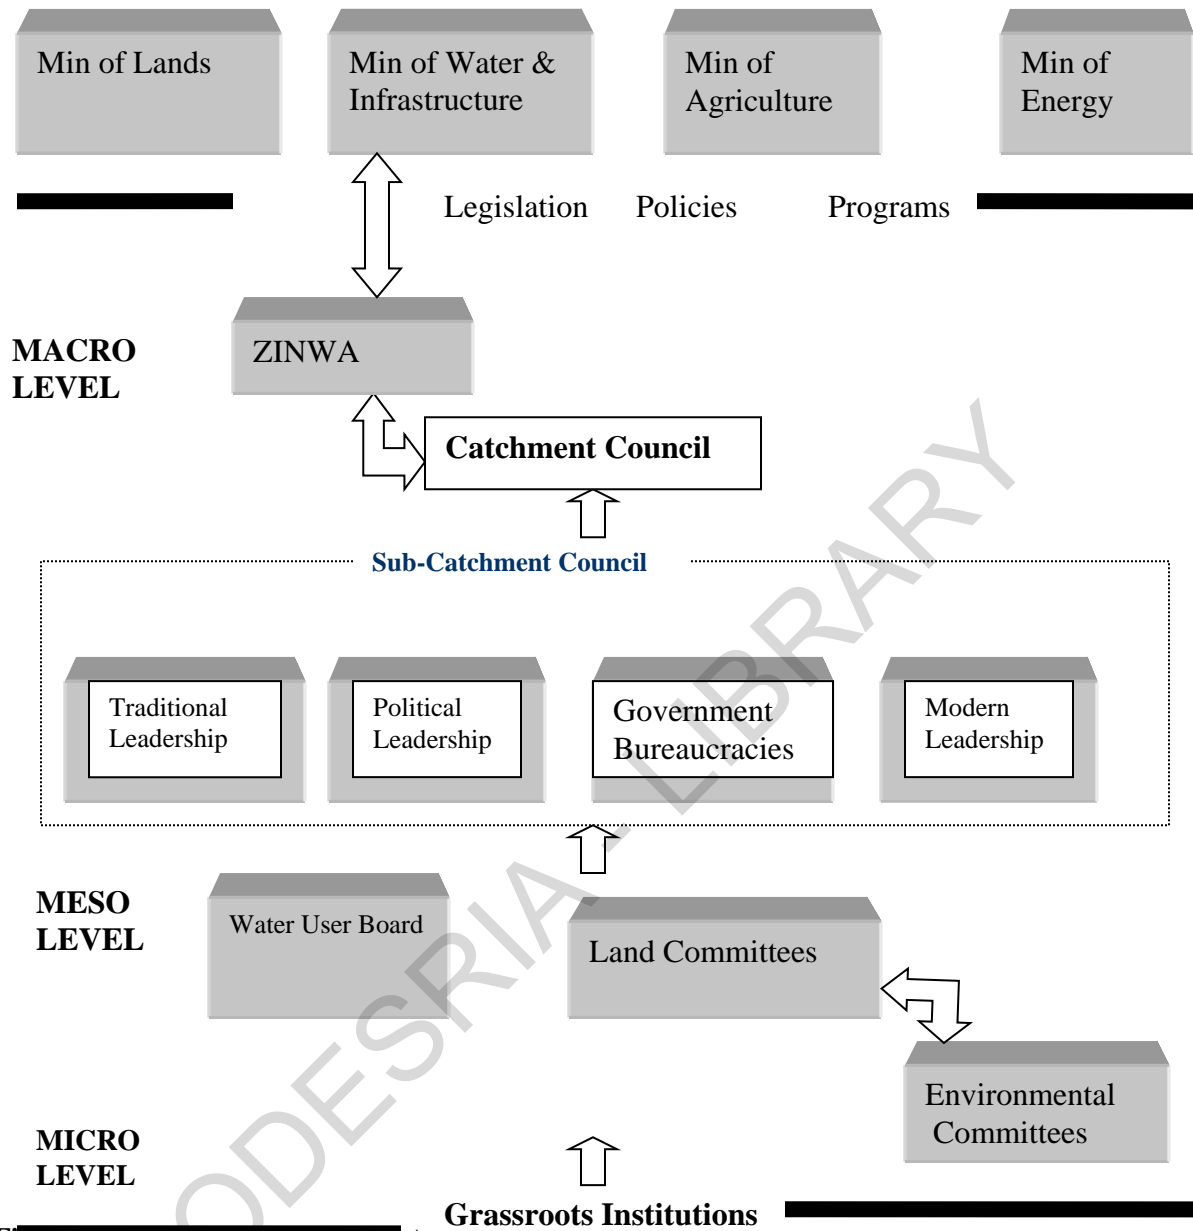 Min of Lands
Min of Water &
Infrastructure
Min of
Agriculture
Min of
Energy
Legislation Policies Programs
MACRO
LEVEL
ZINWA
Catchment Council
Sub-Catchment Council
Traditional
Leadership
Political
Leadership
Government
Bureaucracies
Modern
Leadership
MESO
LEVEL
Water User Board
Land Committees
Environmental
Committees
MICRO
LEVEL
Grassroots Institutions
ODESRIA - LIBRARY